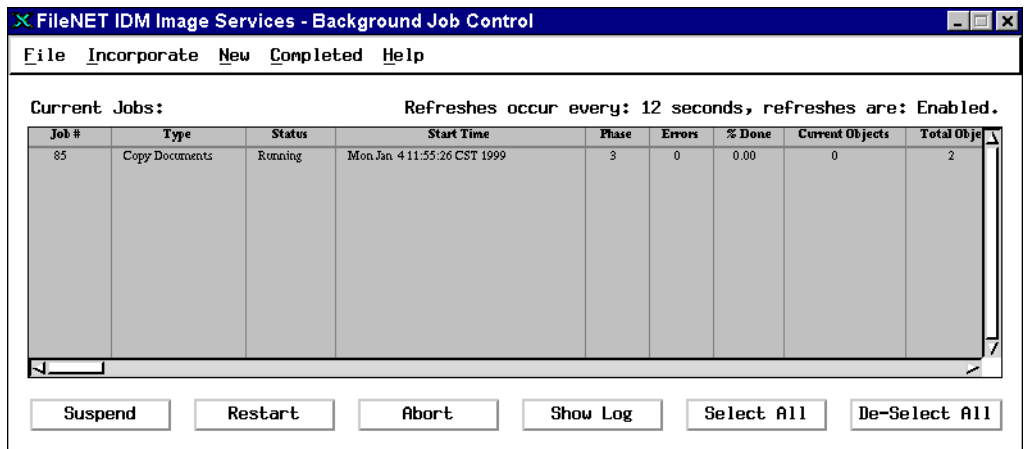 FileNET IDM Image Services - Background Job Control
File Incorporate New Completed Help
Current Jobs: Refreshes occur every: 12 seconds, refreshes are: Enabled.
Job # Type Status Start Time Phase Errors % Done Current Objects Total Obje
85 Copy Documents Running Mon Jan 4 11:55:26 CST 1999 3 0 0.00 0 2
Suspend Restart Abort Show Log Select All De-Select All